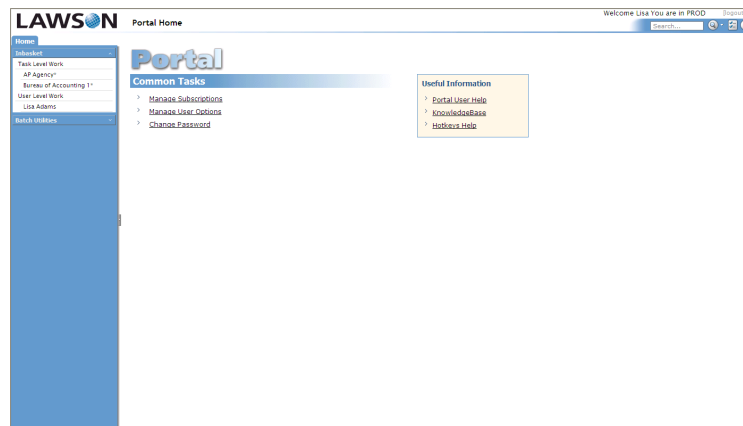 Welcome Lisa You are in PROD
LAWSON
Portal Home
Search...
Home
Inbasket
Task Level Work
AP Agency*
Bureau of Accounting 1*
User Level Work
Lisa Adams
Batch Utilities
Portal
Common Tasks
Manage Subscriptions
Manage User Options
Change Password
Useful Information
Portal User Help
KnowledgeBase
Hotkeys Help